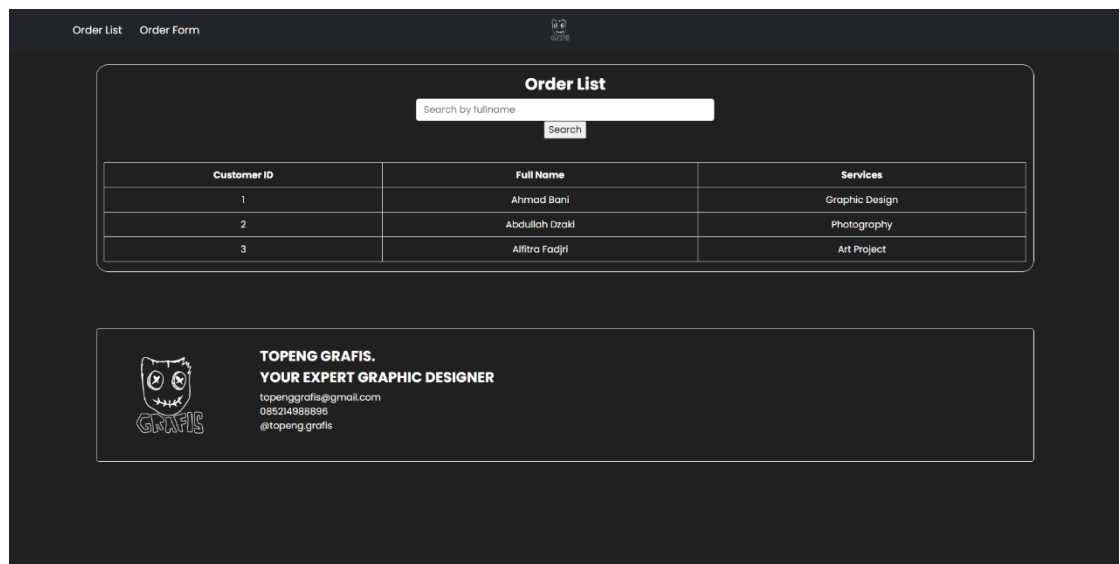 Order List Order Form
GRAFIS
Order List
Search by fullname
Search
Customer ID Full Name Services
1 Ahmad Bani Graphic Design
2 Abdullah Dzaki Photography
3 Alfitra Fadjri Art Project
GRAFIS
TOPENG GRAFIS.
YOUR EXPERT GRAPHIC DESIGNER
topenggrafis@gmail.com
085214988896
@topeng.grafis